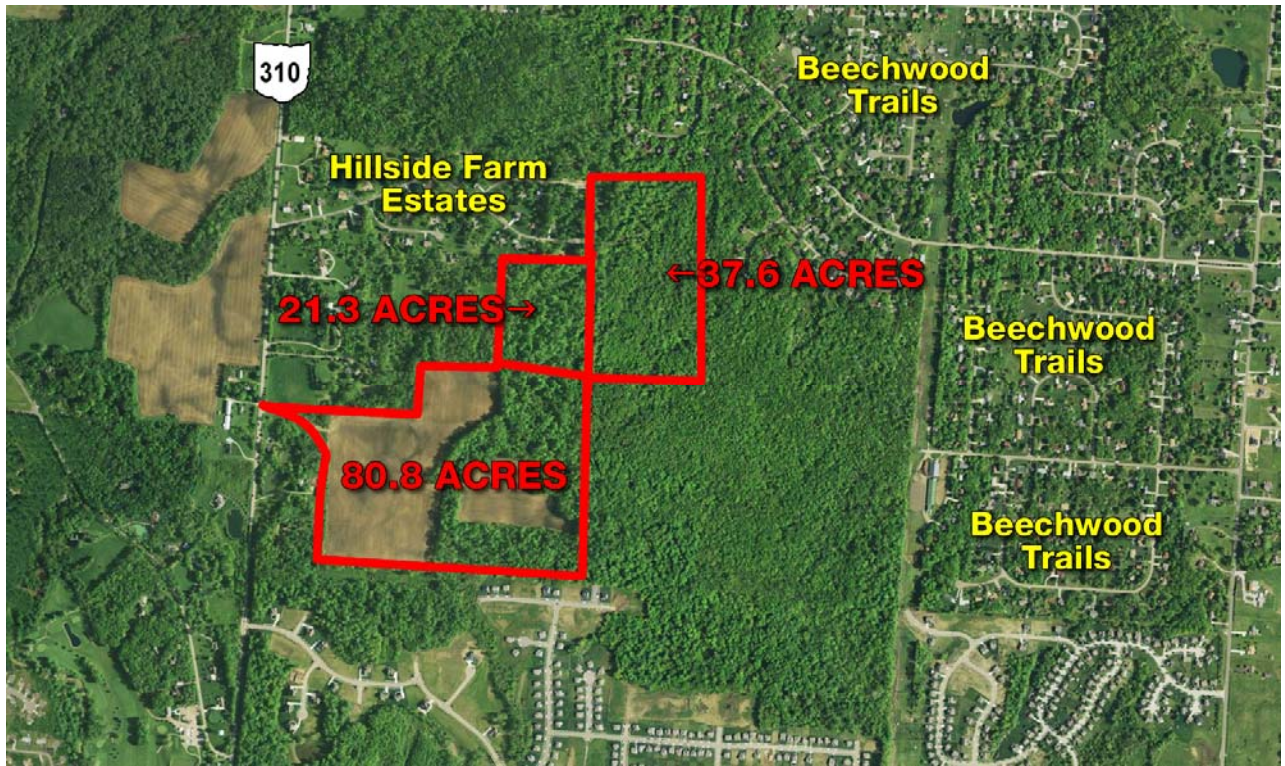 310
Beechwood
Trails
Hillside Farm
Estates
←37.6 ACRES
21.3 ACRES→
Beechwood
Trails
80.8 ACRES
Beechwood
Trails